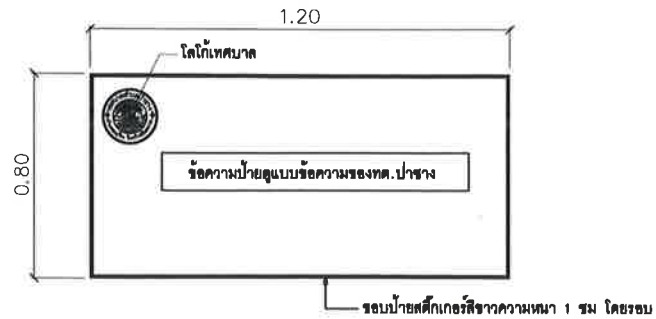 1.20
โลโก้เทศบาล
0.80
ข้อความป้ายดูแบบข้อความของทต.ป่าซาง
ขอบป้ายสติ๊กเกอร์สีขาวความหนา 1 ซม โดยรอบ